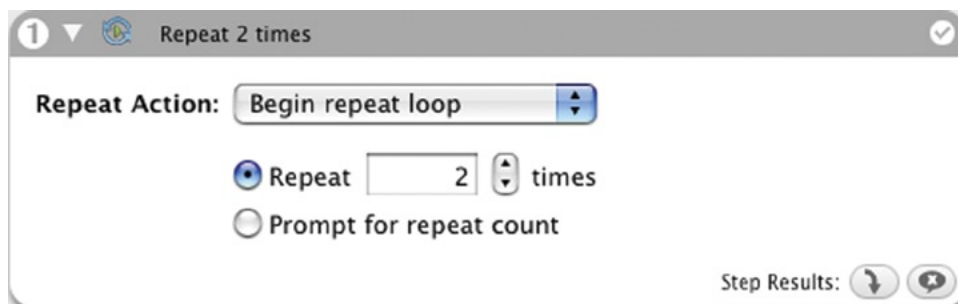 1 Repeat 2 times
Repeat Action: Begin repeat loop
Repeat 2 times
Prompt for repeat count
Step Results: